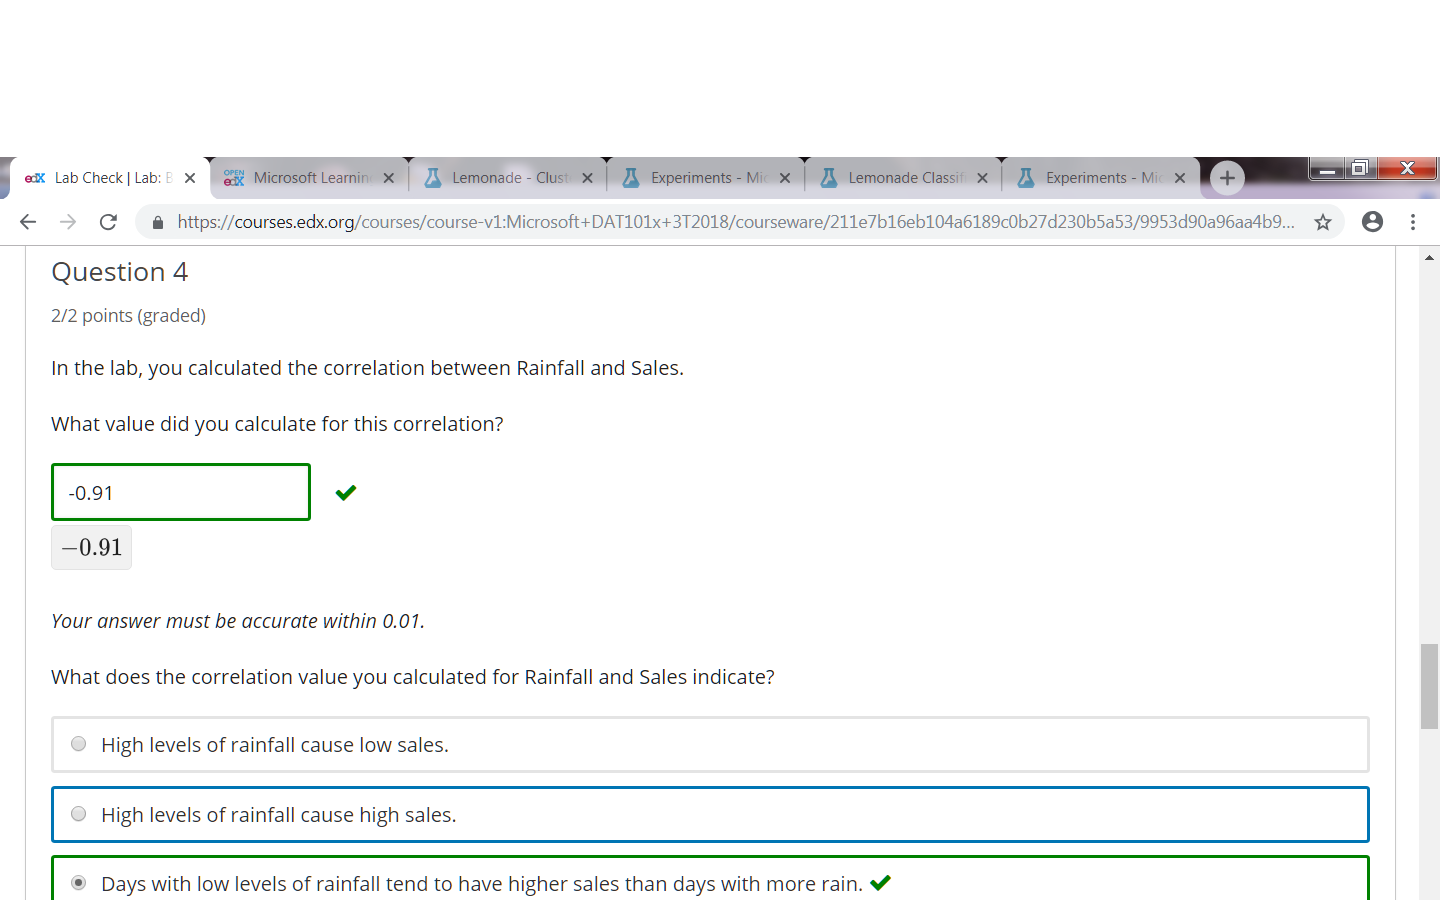 edX Lab Check | Lab: B
OPEN edX Microsoft Learnin
Lemonade - Clust
Experiments - Mic
Lemonade Classif
Experiments - Mic
https://courses.edx.org/courses/course-v1:Microsoft+DAT101x+3T2018/courseware/211e7b16eb104a6189c0b27d230b5a53/9953d90a96aa4b9...
Question 4
2/2 points (graded)
In the lab, you calculated the correlation between Rainfall and Sales.
What value did you calculate for this correlation?
-0.91
−0.91
Your answer must be accurate within 0.01.
What does the correlation value you calculated for Rainfall and Sales indicate?
High levels of rainfall cause low sales.
High levels of rainfall cause high sales.
Days with low levels of rainfall tend to have higher sales than days with more rain.